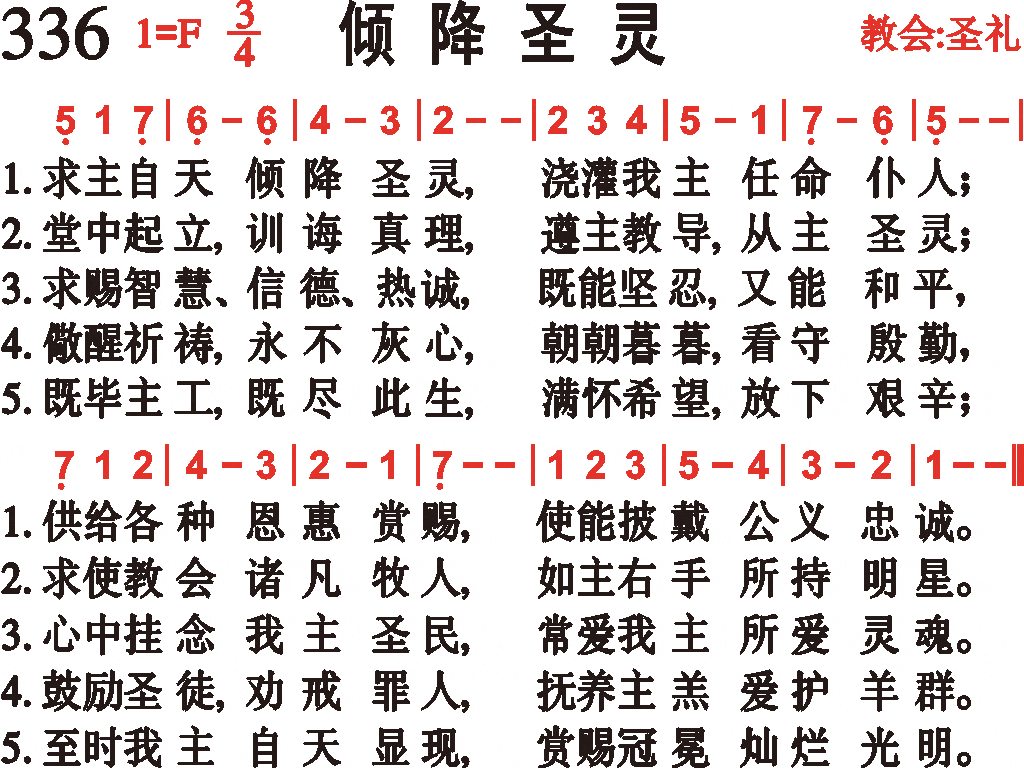 336 1=F 3/4 倾降圣灵 教会:圣礼
5̣ 1 7̣ | 6̣ - 6̣ | 4 - 3 | 2 - - | 2 3 4 | 5 - 1 | 7̣ - 6̣ | 5̣ - - |
1. 求主自天 倾降 圣灵, 浇灌我主 任命 仆人;
2. 堂中起立, 训诲 真理, 遵主教导, 从主 圣灵;
3. 求赐智慧、信德、热诚, 既能坚忍, 又能 和平,
4. 儆醒祈祷, 永不 灰心, 朝朝暮暮, 看守 殷勤,
5. 既毕主工, 既尽 此生, 满怀希望, 放下 艰辛;
7̣ 1 2 | 4 - 3 | 2 - 1 | 7̣ - - | 1 2 3 | 5 - 4 | 3 - 2 | 1 - - ‖
1. 供给各种 恩惠 赏赐, 使能披戴 公义 忠诚。
2. 求使教会 诸凡 牧人, 如主右手 所持 明星。
3. 心中挂念 我主 圣民, 常爱我主 所爱 灵魂。
4. 鼓励圣徒, 劝戒 罪人, 抚养主羔 爱护 羊群。
5. 至时我主 自天 显现, 赏赐冠冕 灿烂 光明。